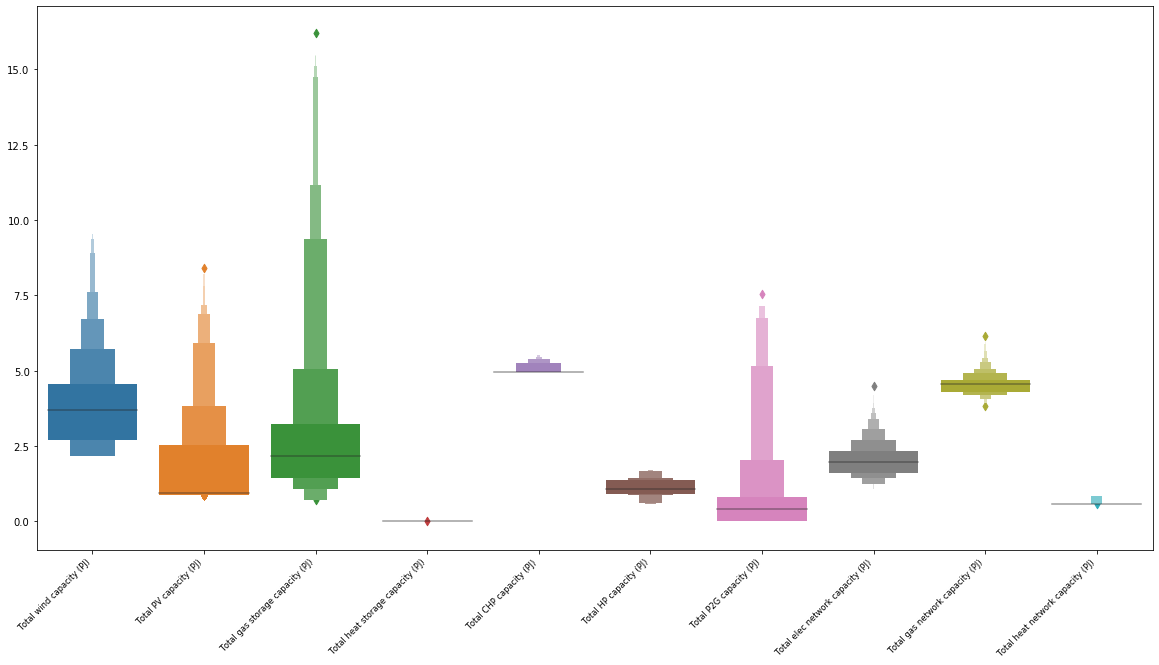 15.0
12.5
10.0
7.5
5.0
2.5
0.0
Total wind capacity (PJ)
Total PV capacity (PJ)
Total gas storage capacity (PJ)
Total heat storage capacity (PJ)
Total CHP capacity (PJ)
Total HP capacity (PJ)
Total P2G capacity (PJ)
Total elec network capacity (PJ)
Total gas network capacity (PJ)
Total heat network capacity (PJ)